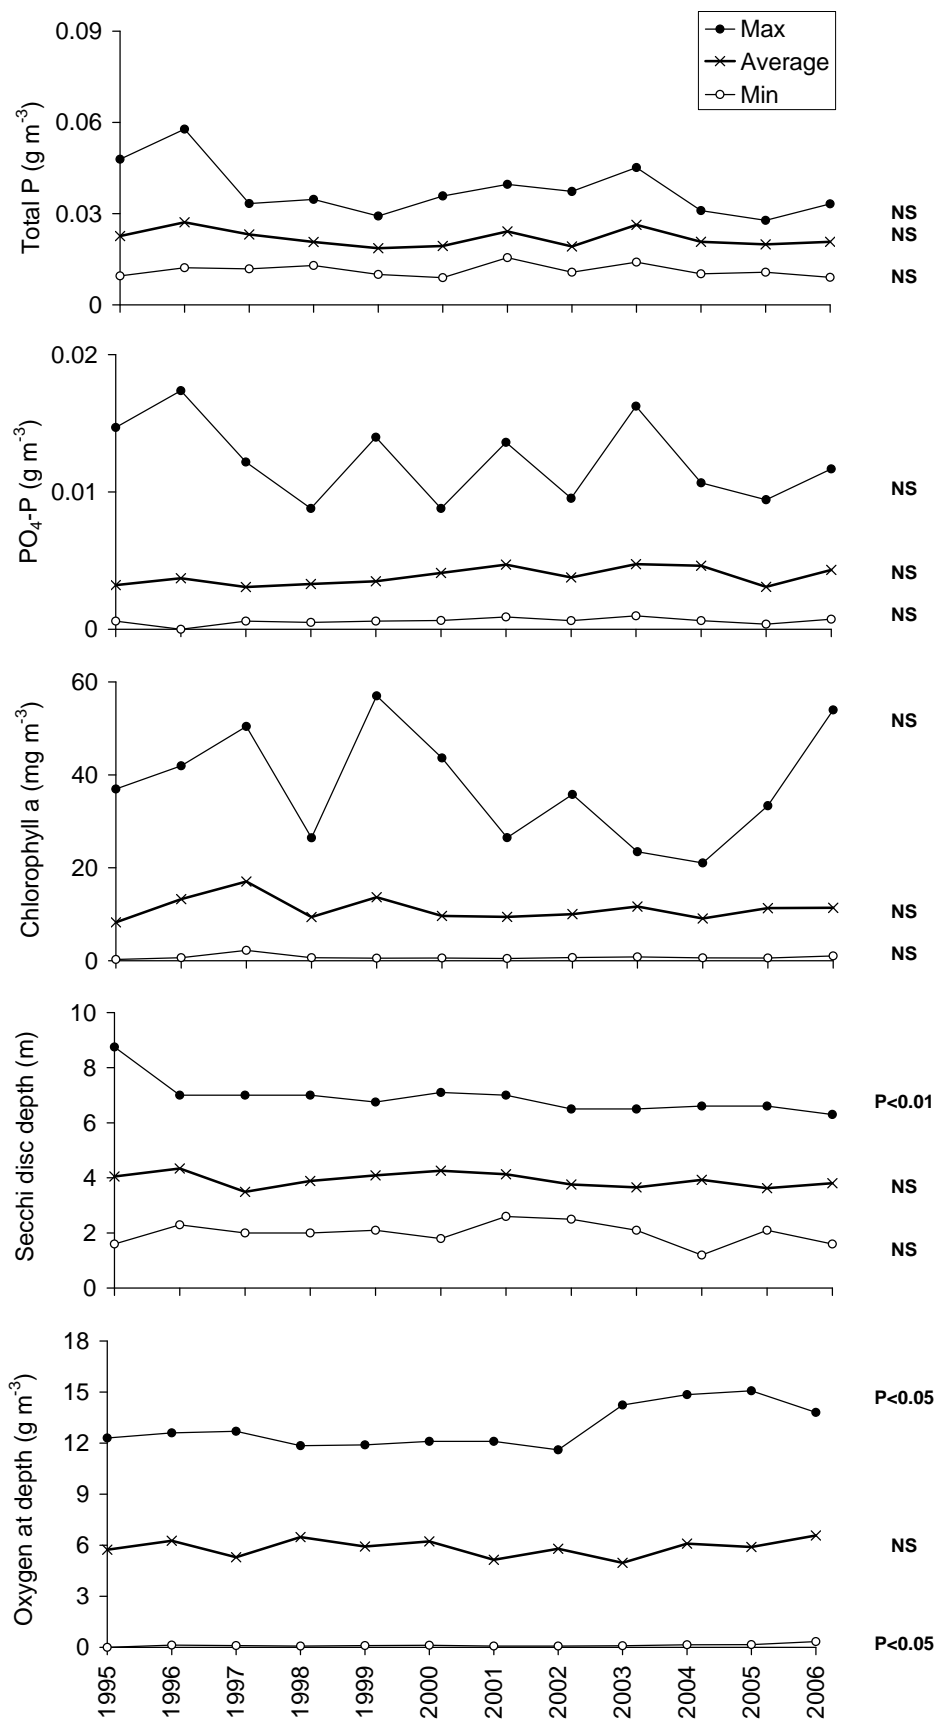 Max
Average
Min
Total P (g m⁻³)
0.09
0.06
0.03
0
NS
NS
NS
PO₄-P (g m⁻³)
0.02
0.01
0
NS
NS
NS
Chlorophyll a (mg m⁻³)
60
40
20
0
NS
NS
NS
Secchi disc depth (m)
10
8
6
4
2
0
P<0.01
NS
NS
Oxygen at depth (g m⁻³)
18
15
12
9
6
3
0
P<0.05
NS
P<0.05
1995
1996
1997
1998
1999
2000
2001
2002
2003
2004
2005
2006